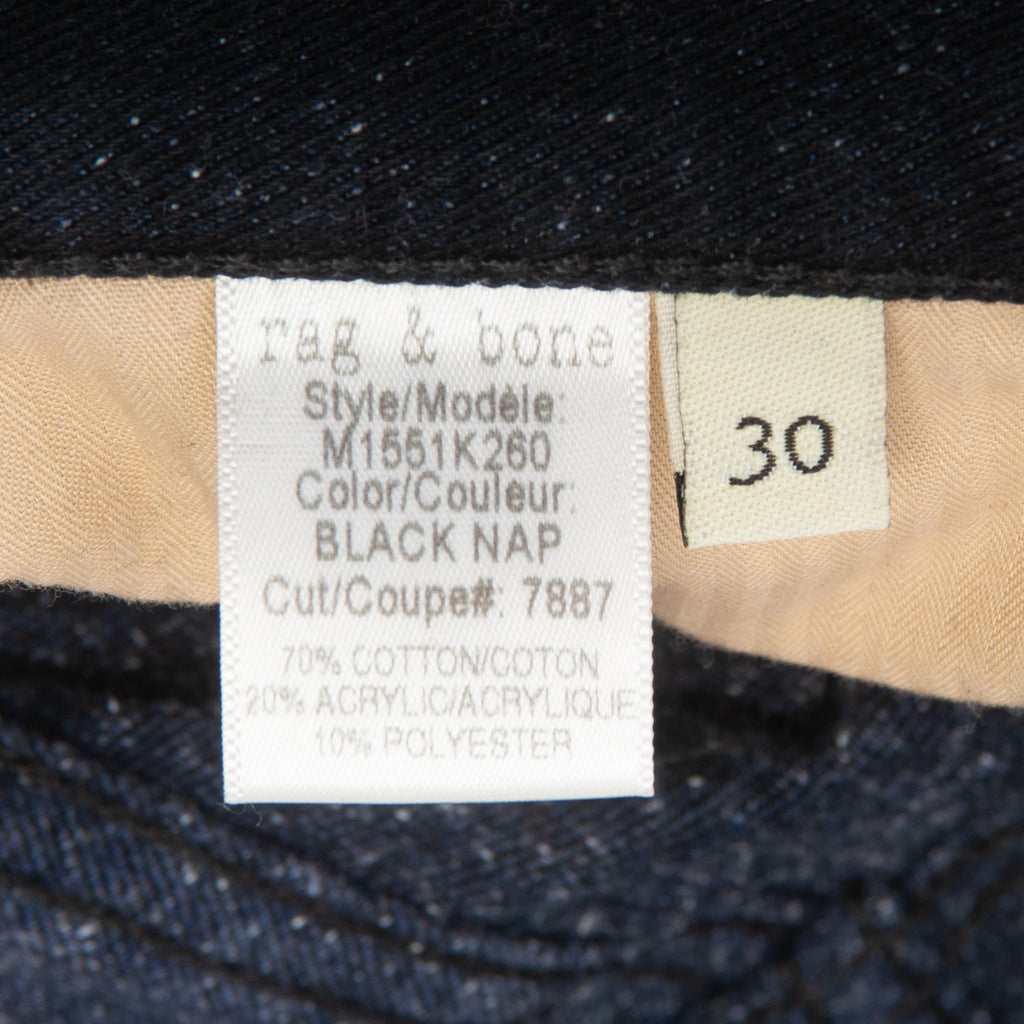 rag & bone
Style/Modèle:
M1551K260
Color/Couleur:
BLACK NAP
Cut/Coupe#: 7887
70% COTTON/COTON
20% ACRYLIC/ACRYLIQUE
10% POLYESTER
30